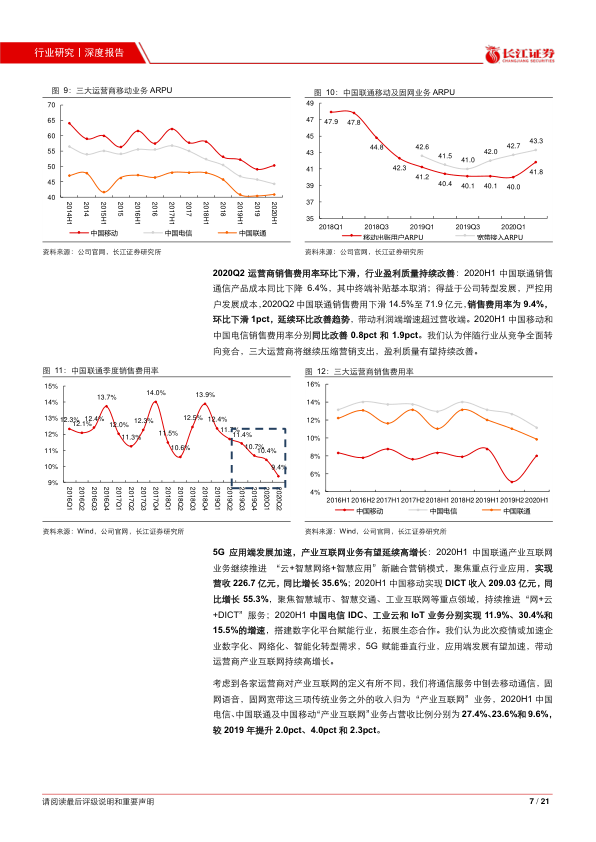 行业研究丨深度报告
长江证券
CHANGJIANG SECURITIES
图 9：三大运营商移动业务 ARPU
70
65
60
55
50
45
40
2014H1
2014
2015H1
2015
2016H1
2016
2017H1
2017
2018H1
2018
2019H1
2019
2020H1
中国移动 中国电信 中国联通
资料来源：公司官网，长江证券研究所
图 10：中国联通移动及固网业务 ARPU
49
47
45
43
41
39
37
35
47.9 47.8 44.8 42.3 41.2 40.4 40.1 40.1 40.0 41.8
42.6 41.5 41.0 42.0 42.7 43.3
2018Q1 2018Q3 2019Q1 2019Q3 2020Q1
移动出账用户ARPU 宽带接入ARPU
资料来源：公司官网，长江证券研究所
2020Q2 运营商销售费用率环比下滑，行业盈利质量持续改善：2020H1 中国联通销售
通信产品成本同比下降 6.4%，其中终端补贴基本取消；得益于公司转型发展，严控用
户发展成本，2020Q2 中国联通销售费用下滑 14.5%至 71.9 亿元，销售费用率为 9.4%，
环比下滑 1pct，延续环比改善趋势，带动利润端增速超过营收端。2020H1 中国移动和
中国电信销售费用率分别同比改善 0.8pct 和 1.9pct。我们认为伴随行业从竞争全面转
向竞合，三大运营商将继续压缩营销支出，盈利质量有望持续改善。
图 11：中国联通季度销售费用率
15%
14%
13%
12%
11%
10%
9%
12.3% 12.1% 12.4% 13.7% 12.0% 11.3% 12.3% 14.0% 11.5% 10.6% 12.5% 13.9% 12.4% 11.4% 10.7% 10.4% 9.4%
2016Q1
2016Q2
2016Q3
2016Q4
2017Q1
2017Q2
2017Q3
2017Q4
2018Q1
2018Q2
2018Q3
2018Q4
2019Q1
2019Q2
2019Q3
2019Q4
2020Q1
2020Q2
资料来源：Wind，公司官网，长江证券研究所
图 12：三大运营商销售费用率
16%
14%
12%
10%
8%
6%
4%
2016H1 2016H2 2017H1 2017H2 2018H1 2018H2 2019H1 2019H2 2020H1
中国移动 中国电信 中国联通
资料来源：Wind，公司官网，长江证券研究所
5G 应用端发展加速，产业互联网业务有望延续高增长：2020H1 中国联通产业互联网
业务继续推进 “云+智慧网络+智慧应用”新融合营销模式，聚焦重点行业应用，实现
营收 226.7 亿元，同比增长 35.6%；2020H1 中国移动实现 DICT 收入 209.03 亿元，同
比增长 55.3%，聚焦智慧城市、智慧交通、工业互联网等重点领域，持续推进“网+云
+DICT”服务；2020H1 中国电信 IDC、工业云和 IoT 业务分别实现 11.9%、30.4%和
15.5%的增速，搭建数字化平台赋能行业，拓展生态合作。我们认为此次疫情或加速企
业数字化、网络化、智能化转型需求，5G 赋能垂直行业，应用端发展有望加速，带动
运营商产业互联网持续高增长。
考虑到各家运营商对产业互联网的定义有所不同，我们将通信服务中刨去移动通信，固
网语音，固网宽带这三项传统业务之外的收入归为“产业互联网”业务，2020H1 中国
电信、中国联通及中国移动“产业互联网”业务占营收比例分别为 27.4%、23.6%和 9.6%，
较 2019 年提升 2.0pct、4.0pct 和 2.3pct。
请阅读最后评级说明和重要声明
7 / 21